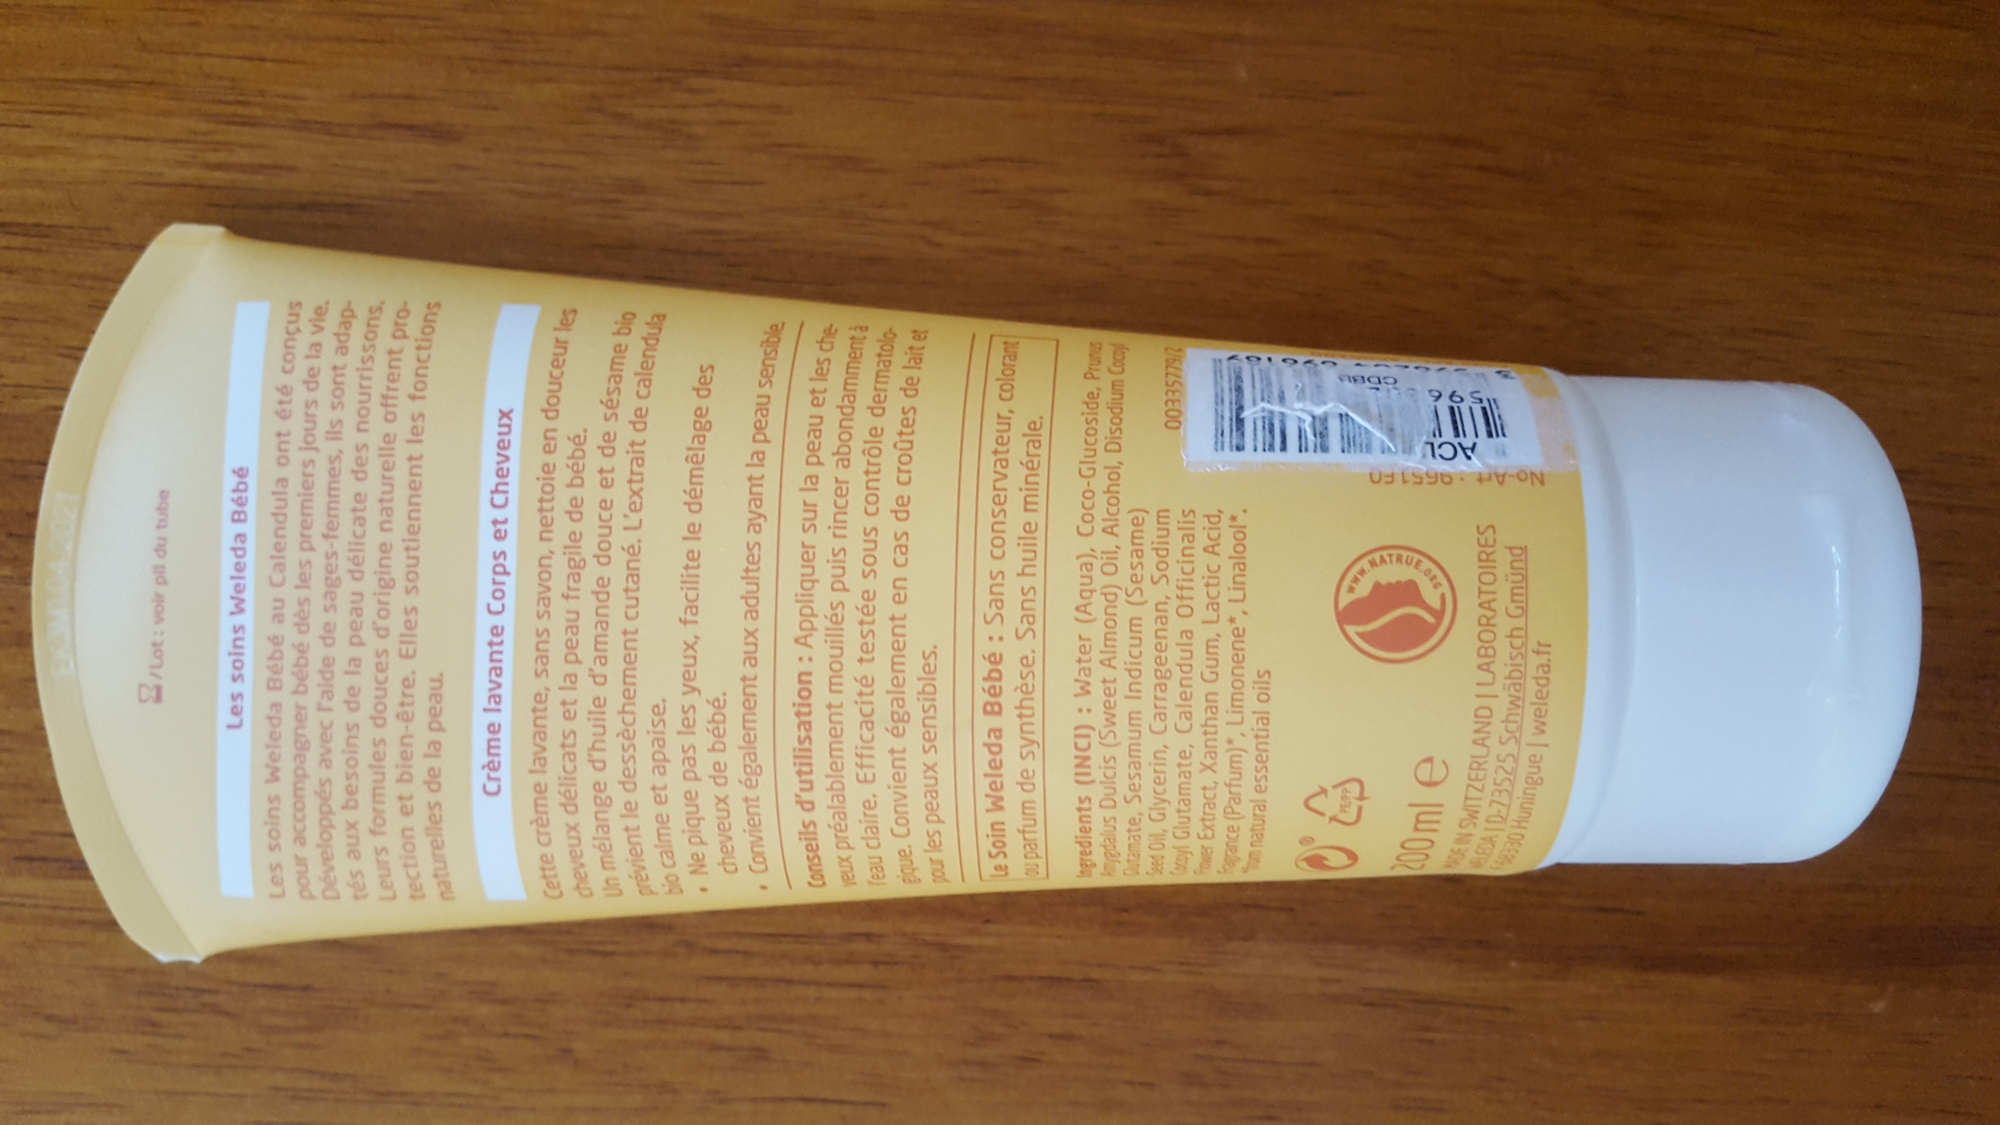 04.2021
/Lot : voir pli du tube
Les soins Weleda Bébé
Les soins Weleda Bébé au Calendula ont été conçus
pour accompagner bébé dès les premiers jours de la vie.
Développés avec l'aide de sages-femmes, ils sont adap-
tés aux besoins de la peau délicate des nourrissons.
Leurs formules douces d'origine naturelle offrent pro-
tection et bien-être. Elles soutiennent les fonctions
naturelles de la peau.
Crème lavante Corps et Cheveux
Cette crème lavante, sans savon, nettoie en douceur les
cheveux délicats et la peau fragile de bébé.
Un mélange d'huile d'amande douce et de sésame bio
prévient le dessèchement cutané. L'extrait de calendula
bio calme et apaise.
• Ne pique pas les yeux, facilite le démêlage des
cheveux de bébé.
• Convient également aux adultes ayant la peau sensible.
Conseils d'utilisation : Appliquer sur la peau et les che-
veux préalablement mouillés puis rincer abondamment à
l'eau claire. Efficacité testée sous contrôle dermatolo-
gique. Convient également en cas de croûtes de lait et
pour les peaux sensibles.
Le Soin Weleda Bébé : Sans conservateur, colorant
ou parfum de synthèse. Sans huile minérale.
Ingredients (INCI) : Water (Aqua), Coco-Glucoside, Prunus
Amygdalus Dulcis (Sweet Almond) Oil, Alcohol, Disodium Cocoyl
Glutamate, Sesamum Indicum (Sesame)
Seed Oil, Glycerin, Carrageenan, Sodium
Cocoyl Glutamate, Calendula Officinalis
Flower Extract, Xanthan Gum, Lactic Acid,
Fragrance (Parfum)*, Limonene*, Linalool*.
*from natural essential oils
00335779/2
ACL
596
CDBB
No-Art.: 965150
WWW.NATRUE.ORG
200 ml e
MADE IN SWITZERLAND | LABORATOIRES
WELEDA | D-73525 Schwäbisch Gmünd
F-68330 Huningue | weleda.fr